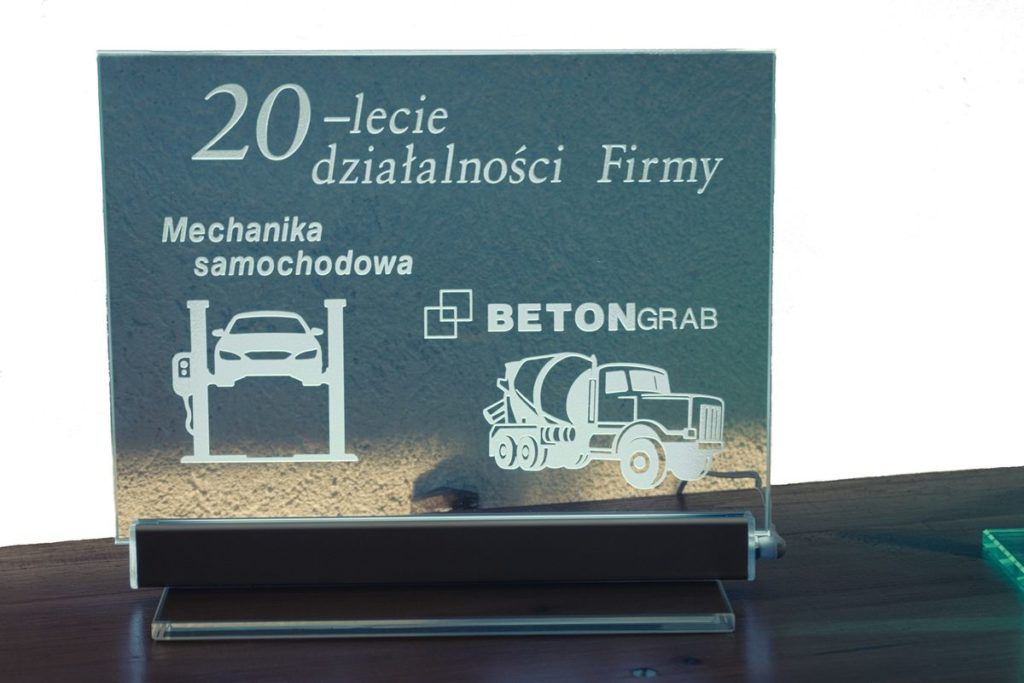 20-lecie
działalności Firmy
Mechanika
samochodowa
BETONGRAB